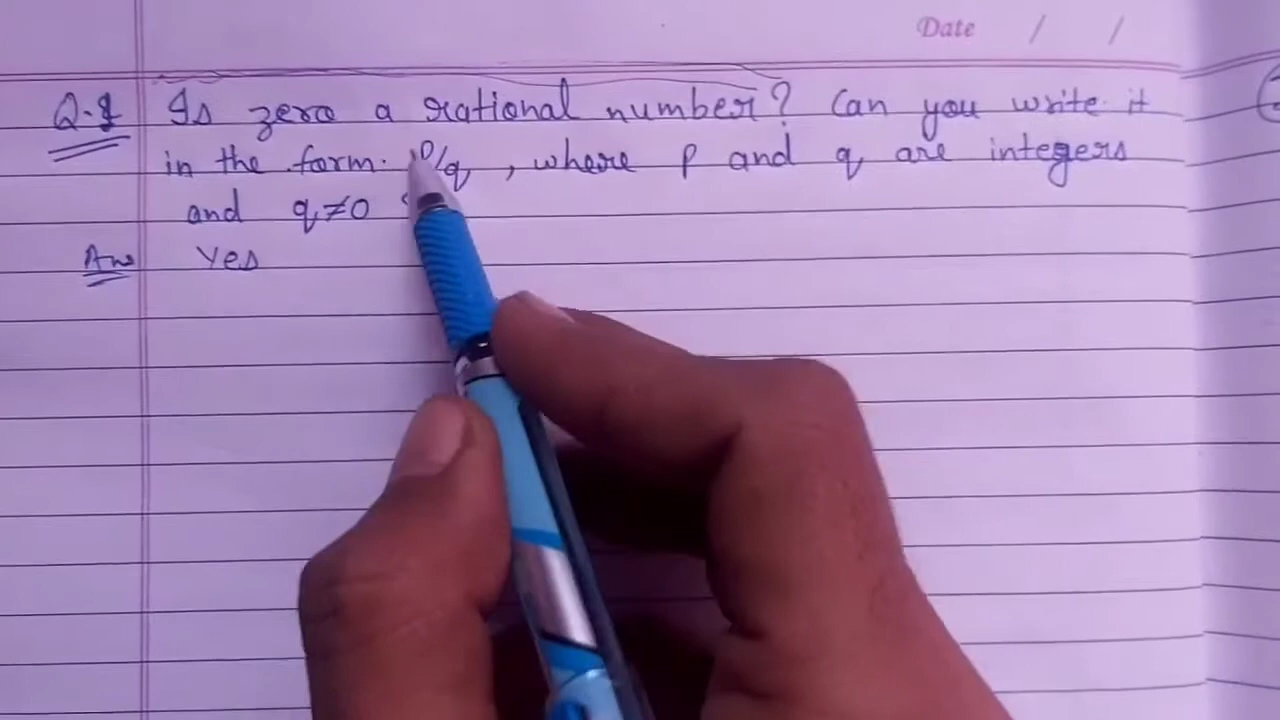 Date / /
Q.1 Is zero a rational number? Can you write it
in the form. p/q , where p and q are integers
and q≠0
Ans Yes